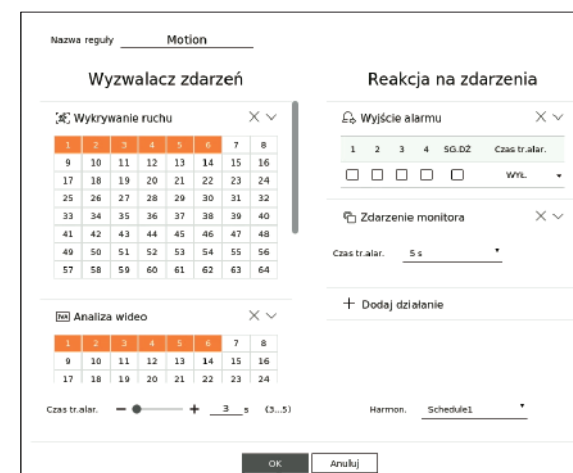 Nazwa reguły Motion
Wyzwalacz zdarzeń
Wykrywanie ruchu
1 2 3 4 5 6 7 8
9 10 11 12 13 14 15 16
17 18 19 20 21 22 23 24
25 26 27 28 29 30 31 32
33 34 35 36 37 38 39 40
41 42 43 44 45 46 47 48
49 50 51 52 53 54 55 56
57 58 59 60 61 62 63 64
IVA Analiza wideo
1 2 3 4 5 6 7 8
9 10 11 12 13 14 15 16
17 18 19 20 21 22 23 24
Czas tr.alar. 3 s (3...5)
Reakcja na zdarzenia
Wyjście alarmu
1 2 3 4 SG.DŹ Czas tr.alar.
WYŁ.
Zdarzenie monitora
Czas tr.alar. 5 s
+ Dodaj działanie
Harmon. Schedule1
OK Anuluj